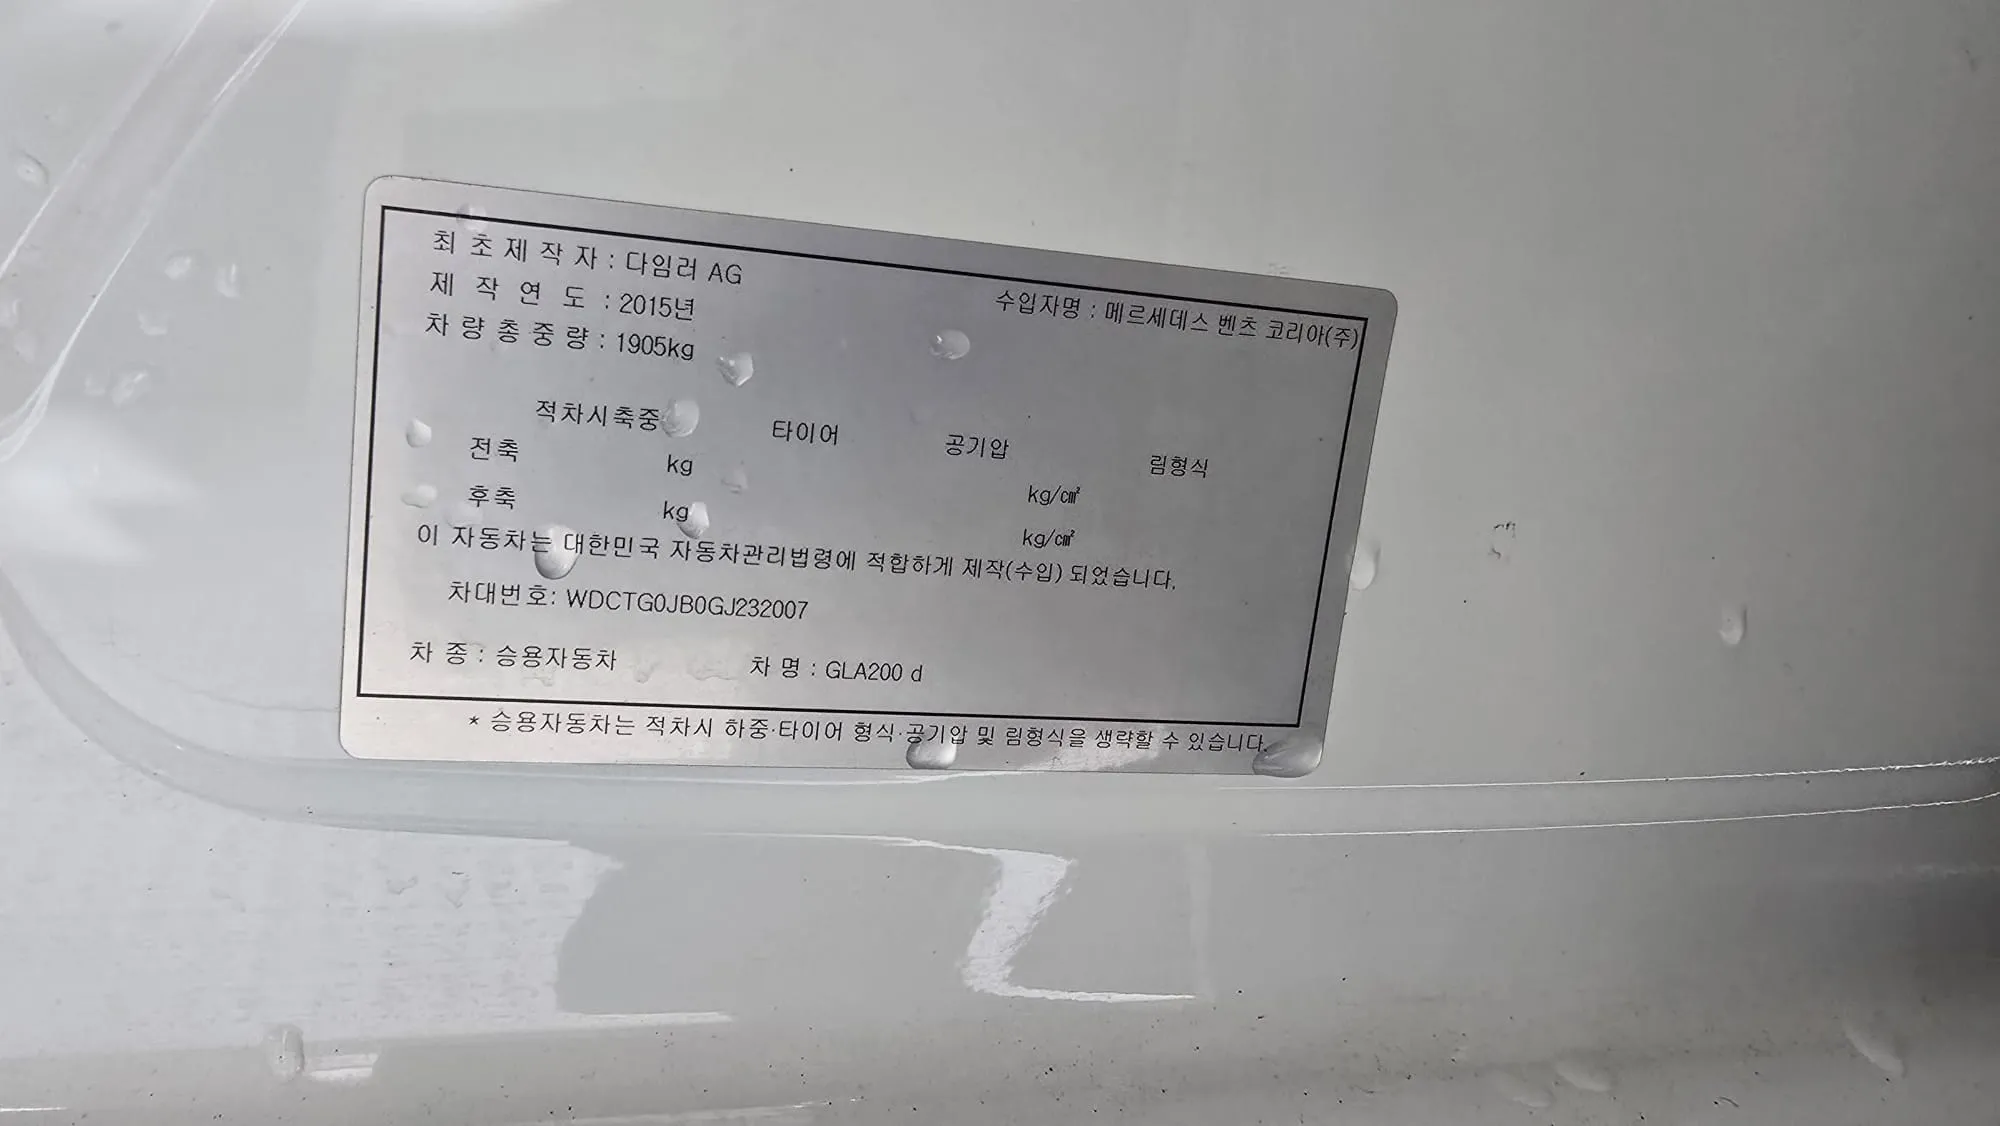 최초제작자 : 다임러 AG
제작연도 : 2015년 수입자명 : 메르세데스 벤츠 코리아(주)
차량총중량 : 1905kg
적차시축중 타이어 공기압 림형식
전축 kg kg/㎠
후축 kg kg/㎠
이 자동차는 대한민국 자동차관리법령에 적합하게 제작(수입) 되었습니다.
차대번호: WDCTG0JB0GJ232007
차 종 : 승용자동차 차 명 : GLA200 d
* 승용자동차는 적차시 하중·타이어 형식·공기압 및 림형식을 생략할 수 있습니다.